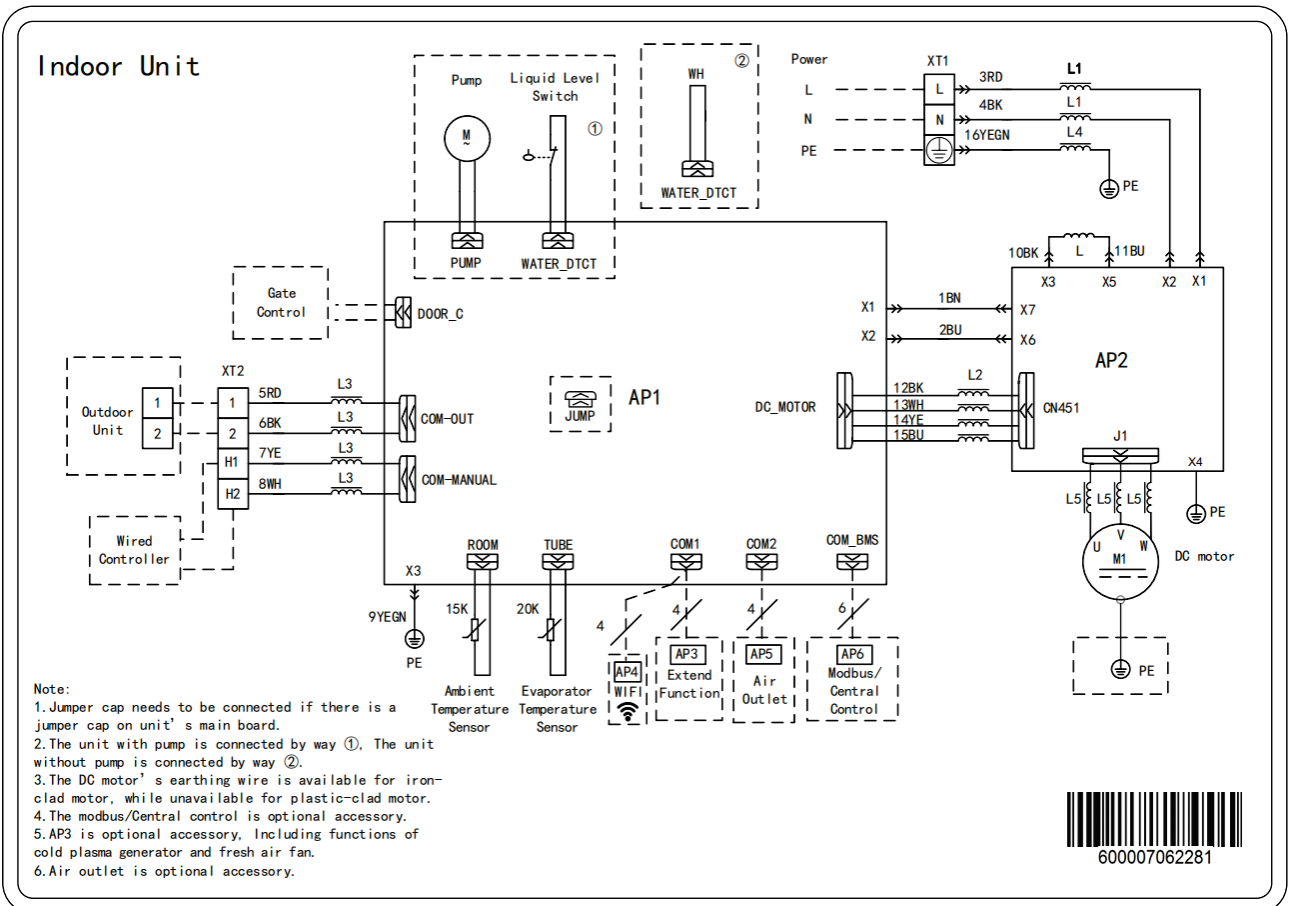 Indoor Unit
Pump
Liquid Level
Switch
①
M
~
PUMP
WATER_DTCT
②
WH
WATER_DTCT
Power
L
N
PE
XT1
L
N
3RD
4BK
16YEGN
L1
L1
L4
PE
10BK
L
11BU
X3
X5
X2
X1
Gate
Control
DOOR_C
X1
1BN
X7
X2
2BU
X6
AP2
Outdoor
Unit
1
2
XT2
1
2
H1
H2
5RD
6BK
7YE
8WH
L3
L3
L3
L3
COM-OUT
COM-MANUAL
JUMP
AP1
DC_MOTOR
12BK
13WH
14YE
15BU
L2
CN451
J1
X4
PE
L5
L5
L5
U
V
W
M1
DC motor
PE
Wired
Controller
X3
9YEGN
PE
ROOM
TUBE
COM1
COM2
COM_BMS
15K
20K
4
4
4
6
Ambient
Temperature
Sensor
Evaporator
Temperature
Sensor
AP4
WIFI
AP3
Extend
Function
AP5
Air
Outlet
AP6
Modbus/
Central
Control
Note:
1.Jumper cap needs to be connected if there is a
jumper cap on unit's main board.
2.The unit with pump is connected by way ①, The unit
without pump is connected by way ②.
3.The DC motor's earthing wire is available for iron-
clad motor, while unavailable for plastic-clad motor.
4.The modbus/Central control is optional accessory.
5.AP3 is optional accessory, Including functions of
cold plasma generator and fresh air fan.
6.Air outlet is optional accessory.
600007062281